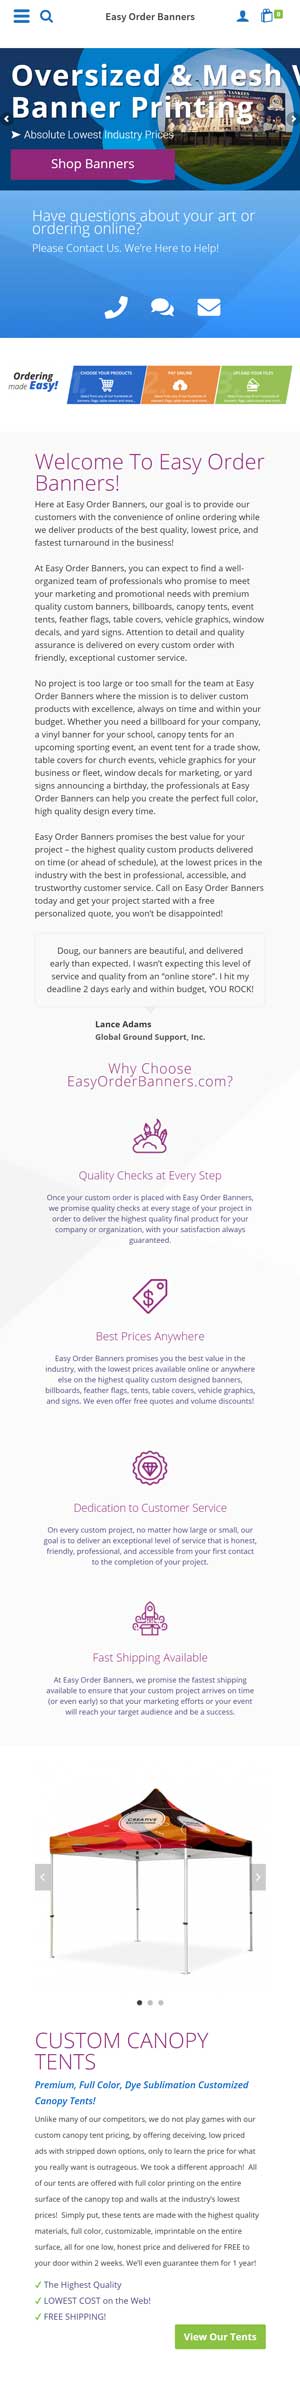 Easy Order Banners
0
Oversized & Mesh V
Banner Printing
➤ Absolute Lowest Industry Prices
Shop Banners
Have questions about your art or
ordering online?
Please Contact Us. We're Here to Help!
Ordering
made Easy!
CHOOSE YOUR PRODUCTS
PAY ONLINE
UPLOAD YOUR FILES
Welcome To Easy Order
Banners!
Here at Easy Order Banners, our goal is to provide our
customers with the convenience of online ordering while
we deliver products of the best quality, lowest price, and
fastest turnaround in the business!
At Easy Order Banners, you can expect to find a well-
organized team of professionals who promise to meet
your marketing and promotional needs with premium
quality custom banners, billboards, canopy tents, event
tents, feather flags, table covers, vehicle graphics, window
decals, and yard signs. Attention to detail and quality
assurance is delivered on every custom order with
friendly, exceptional customer service.
No project is too large or too small for the team at Easy
Order Banners where the mission is to deliver custom
products with excellence, always on time and within your
budget. Whether you need a billboard for your company,
a vinyl banner for your school, canopy tents for an
upcoming sporting event, an event tent for a trade show,
table covers for church events, vehicle graphics for your
business or fleet, window decals for marketing, or yard
signs announcing a birthday, the professionals at Easy
Order Banners can help you create the perfect full color,
high quality design every time.
Easy Order Banners promises the best value for your
project – the highest quality custom products delivered
on time (or ahead of schedule), at the lowest prices in the
industry with the best in professional, accessible, and
trustworthy customer service. Call on Easy Order Banners
today and get your project started with a free
personalized quote, you won't be disappointed!
Doug, our banners are beautiful, and delivered
early than expected. I wasn't expecting this level of
service and quality from an "online store". I hit my
deadline 2 days early and within budget, YOU ROCK!
Lance Adams
Global Ground Support, Inc.
Why Choose
EasyOrderBanners.com?
Quality Checks at Every Step
Once your custom order is placed with Easy Order Banners,
we promise quality checks at every stage of your project in
order to deliver the highest quality final product for your
company or organization, with your satisfaction always
guaranteed.
Best Prices Anywhere
Easy Order Banners promises you the best value in the
industry, with the lowest prices available online or anywhere
else on the highest quality custom designed banners,
billboards, feather flags, tents, table covers, vehicle graphics,
and signs. We even offer free quotes and volume discounts!
Dedication to Customer Service
On every custom project, no matter how large or small, our
goal is to deliver an exceptional level of service that is honest,
friendly, professional, and accessible from your first contact
to the completion of your project.
Fast Shipping Available
At Easy Order Banners, we promise the fastest shipping
available to ensure that your custom project arrives on time
(or even early) so that your marketing efforts or your event
will reach your target audience and be a success.
CREATIVE
CUSTOM CANOPY
TENTS
Premium, Full Color, Dye Sublimation Customized
Canopy Tents!
Unlike many of our competitors, we do not play games with our
custom canopy tent pricing, by offering deceiving, low priced
ads with stripped down options, only to learn the price for what
you really want is outrageous. We took a different approach! All
of our tents are offered with full color printing on the entire
surface of the canopy top and walls at the industry's lowest
prices! Simply put, these tents are made with the highest quality
materials, full color, customizable, imprintable on the entire
surface, all for one low, honest price and delivered for FREE to
your door within 2 weeks. We'll even guarantee them for 1 year!
✓ The Highest Quality
✓ LOWEST COST on the Web!
✓ FREE SHIPPING!
View Our Tents